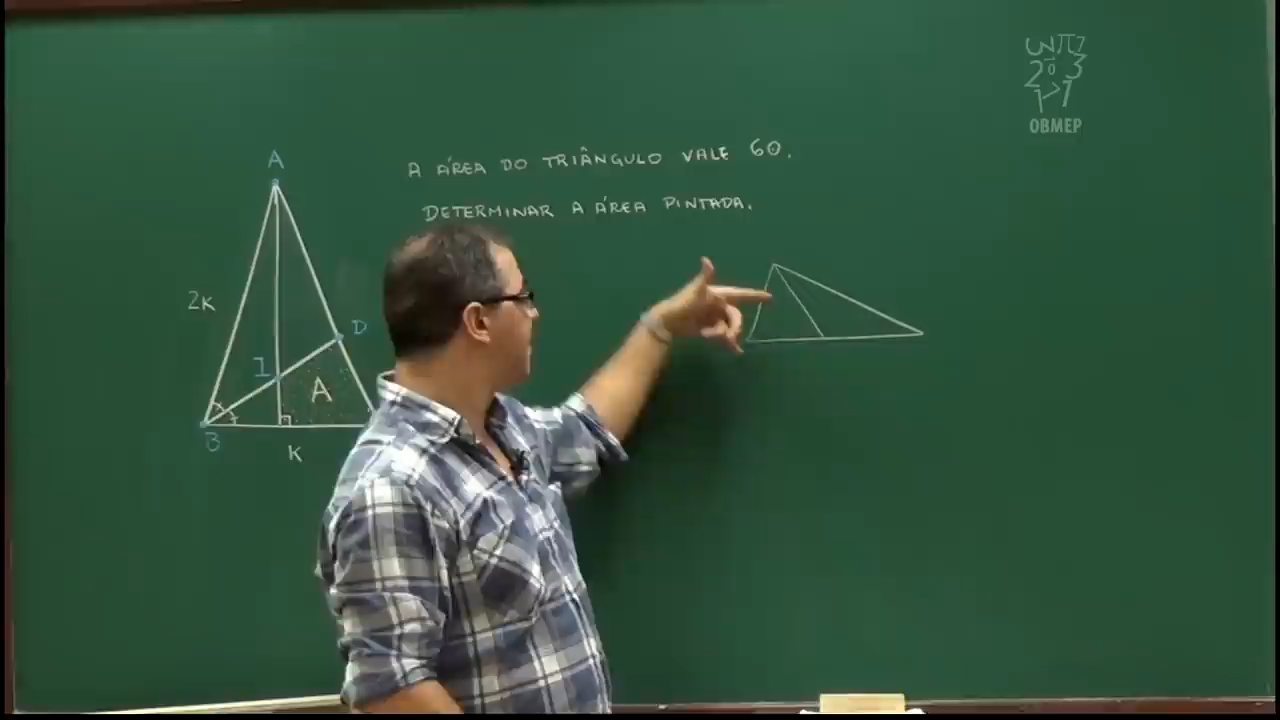 A ÁREA DO TRIÂNGULO VALE 60.
DETERMINAR A ÁREA PINTADA.
A
2K
D
I
A
B
K
OBMEP